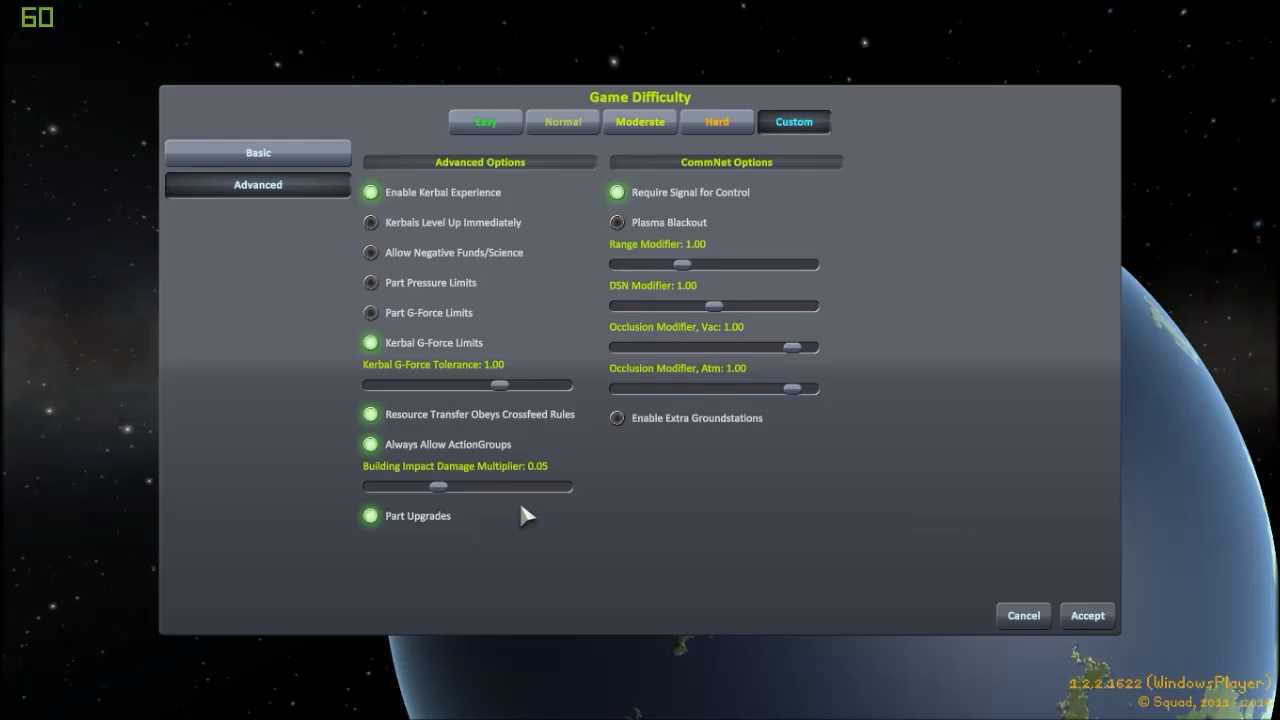 60
Game Difficulty
Easy Normal Moderate Hard Custom
Basic
Advanced
Advanced Options
Enable Kerbal Experience
Kerbals Level Up Immediately
Allow Negative Funds/Science
Part Pressure Limits
Part G-Force Limits
Kerbal G-Force Limits
Kerbal G-Force Tolerance: 1.00
Resource Transfer Obeys Crossfeed Rules
Always Allow ActionGroups
Building Impact Damage Multiplier: 0.05
Part Upgrades
CommNet Options
Require Signal for Control
Plasma Blackout
Range Modifier: 1.00
DSN Modifier: 1.00
Occlusion Modifier, Vac: 1.00
Occlusion Modifier, Atm: 1.00
Enable Extra Groundstations
Cancel Accept
1.2.2.1622 (WindowsPlayer)
© Squad, 2011 -